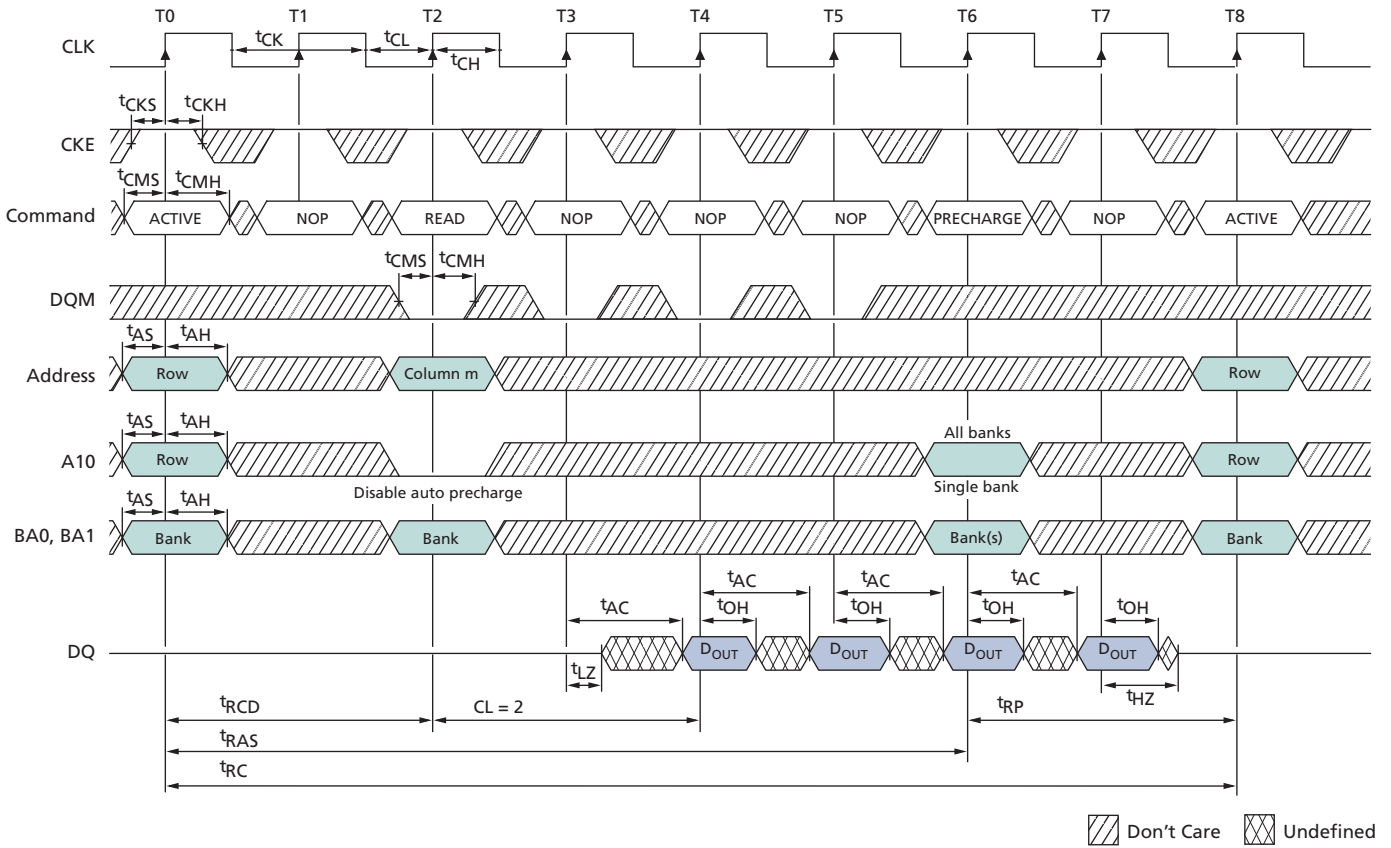 T0 T1 T2 T3 T4 T5 T6 T7 T8
CLK
tCK tCL
tCH
tCKS tCKH
CKE
tCMS tCMH
Command ACTIVE NOP READ NOP NOP NOP PRECHARGE NOP ACTIVE
tCMS tCMH
DQM
tAS tAH
Address Row Column m Row
tAS tAH
All banks
A10 Row Row
Disable auto precharge Single bank
tAS tAH
BA0, BA1 Bank Bank Bank(s) Bank
tAC tAC tAC
tAC tOH tOH tOH tOH
DQ DOUT DOUT DOUT DOUT
tLZ
tHZ
tRCD CL = 2 tRP
tRAS
tRC
Don't Care Undefined